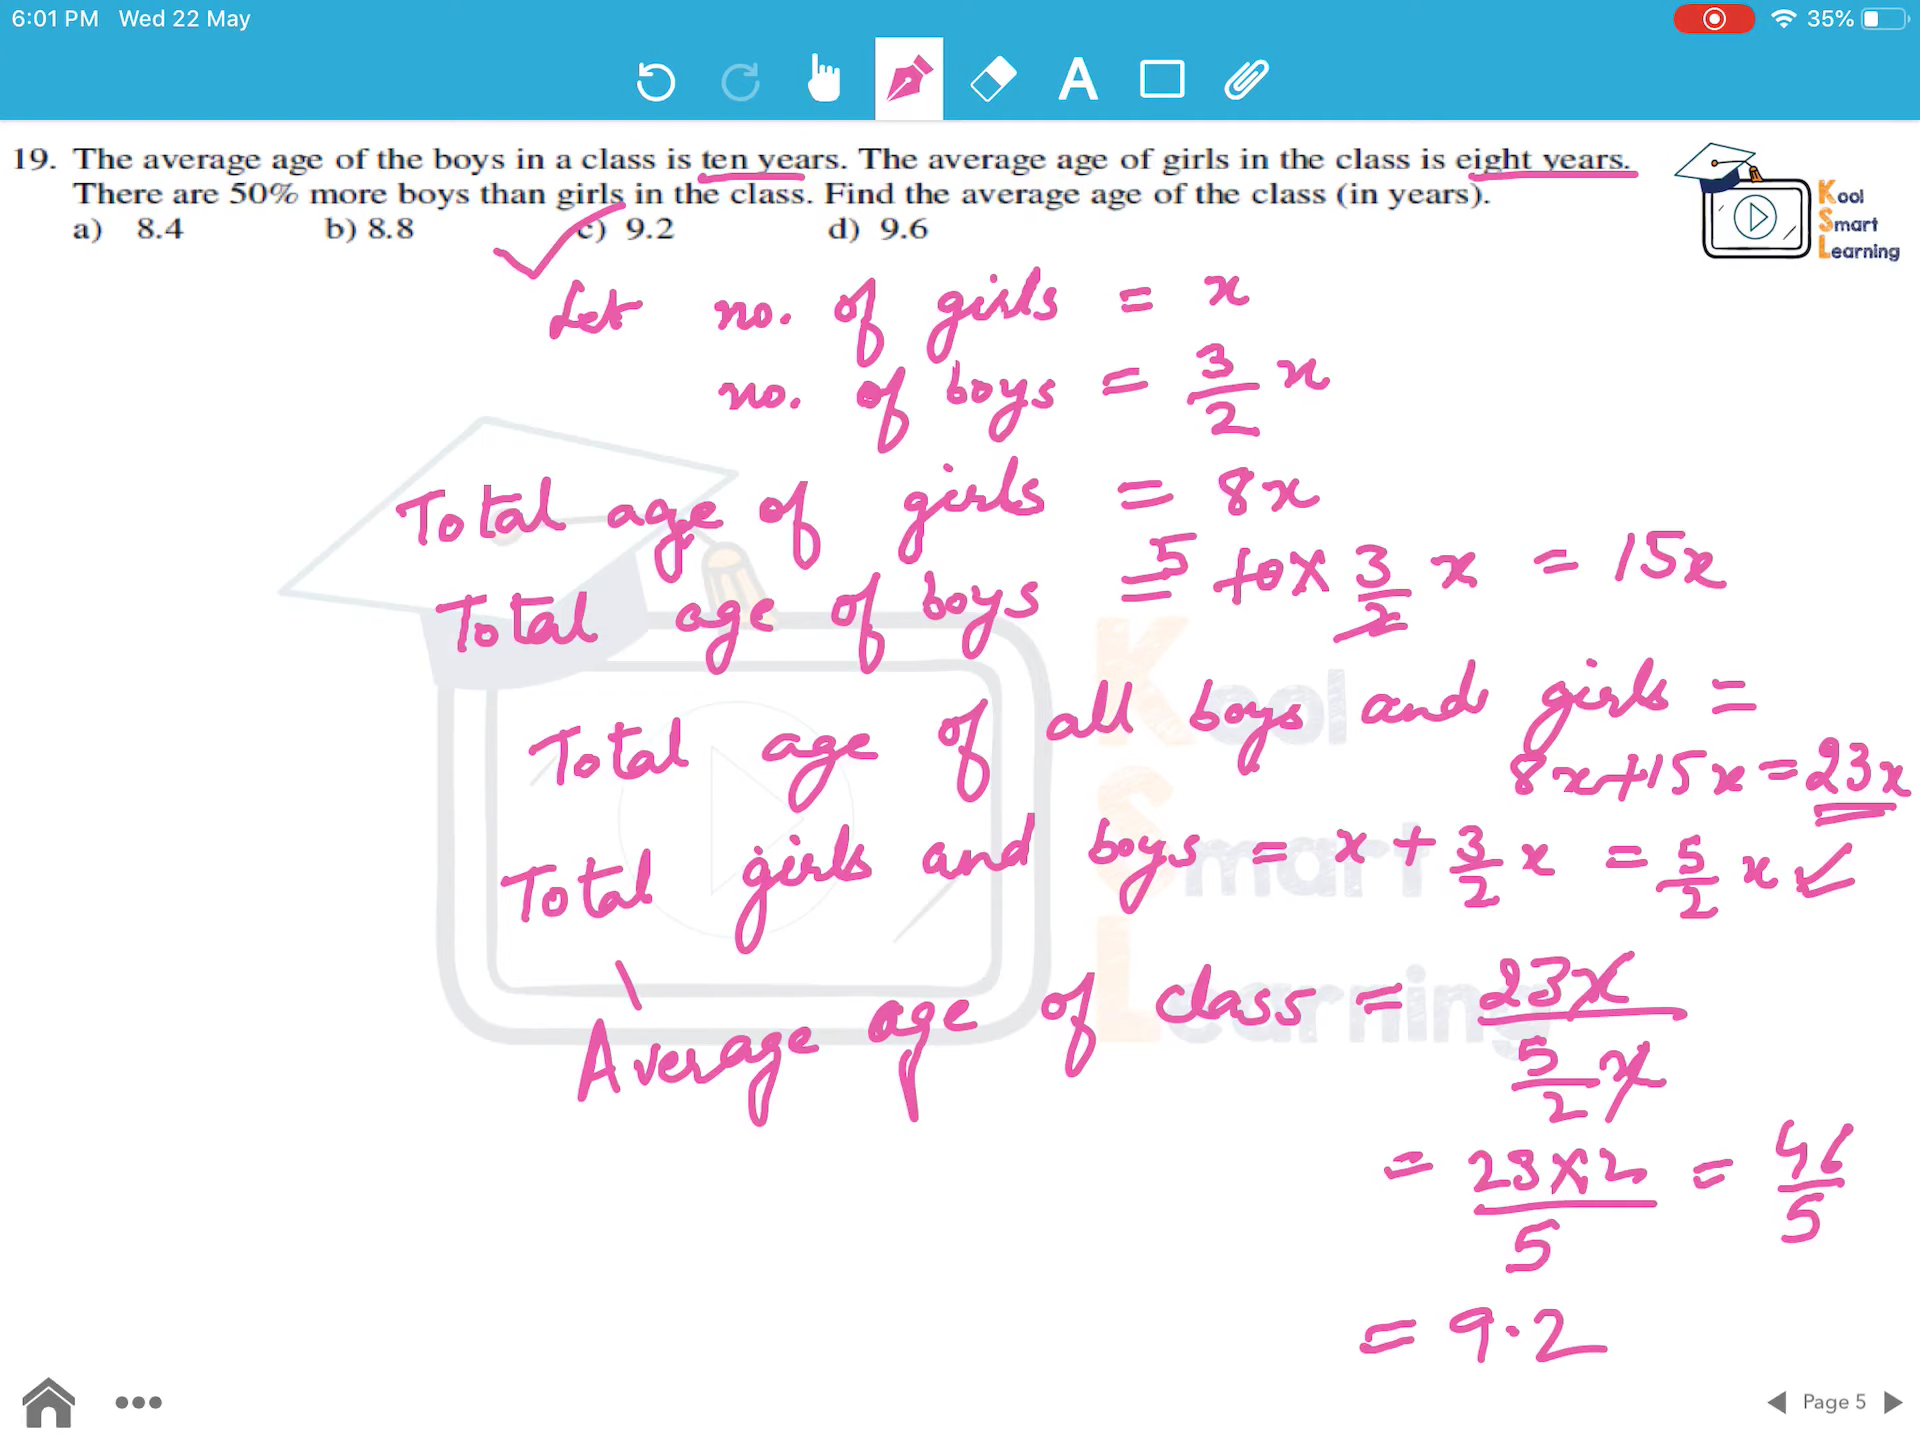 6:01 PM Wed 22 May
35%
A
19. The average age of the boys in a class is ten years. The average age of girls in the class is eight years.
There are 50% more boys than girls in the class. Find the average age of the class (in years).
a) 8.4 b) 8.8 c) 9.2 d) 9.6
Kool
Smart
Learning
Let no. of girls = x
no. of boys = 3/2 x
Total age of girls = 8x
Total age of boys = 5 10 × 3/2 x = 15x
Total age of all boys and girls =
8x+15x=23x
Total girls and boys = x + 3/2 x = 5/2 x ✓
Average age of class = 23x / 5/2 x
= 23×2/5 = 46/5
= 9.2
Kool
Smart
Learning
Page 5